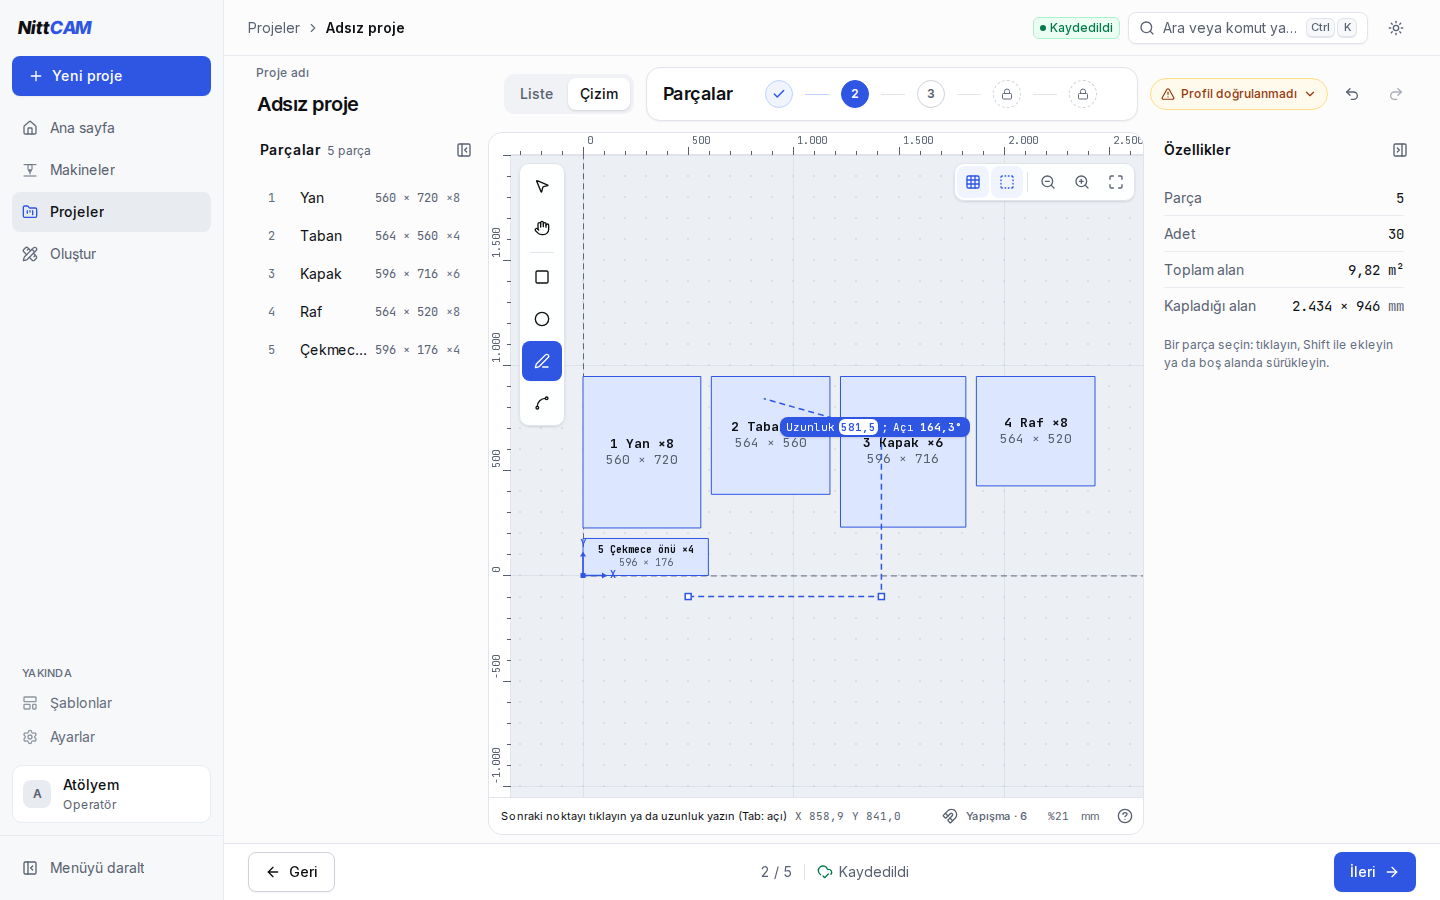 NittCAM
Yeni proje
Ana sayfa
Makineler
Projeler
Oluştur
YAKINDA
Şablonlar
Ayarlar
A
Atölyem
Operatör
Menüyü daralt
Projeler > Adsız proje
Kaydedildi
Ara veya komut ya...
Ctrl K
Proje adı
Adsız proje
Liste
Çizim
Parçalar
2
3
Profil doğrulanmadı
Parçalar 5 parça
1 Yan 560 × 720 ×8
2 Taban 564 × 560 ×4
3 Kapak 596 × 716 ×6
4 Raf 564 × 520 ×8
5 Çekmec... 596 × 176 ×4
0 500 1.000 1.500 2.000 2.500
1.500
1.000
500
0
-500
-1.000
1 Yan ×8
560 × 720
2 Taba
564 × 560
Uzunluk 581,5 ; Açı 164,3°
3 Kapak ×6
596 × 716
4 Raf ×8
564 × 520
5 Çekmece önü ×4
596 × 176
Y
X
Sonraki noktayı tıklayın ya da uzunluk yazın (Tab: açı) X 858,9 Y 841,0
Yapışma · 6
%21
mm
Özellikler
Parça 5
Adet 30
Toplam alan 9,82 m²
Kapladığı alan 2.434 × 946 mm
Bir parça seçin: tıklayın, Shift ile ekleyin
ya da boş alanda sürükleyin.
Geri
2 / 5
Kaydedildi
İleri